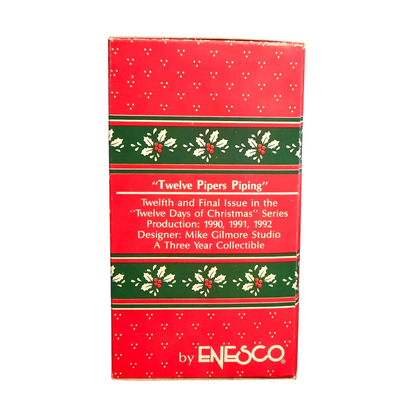 "Twelve Pipers Piping"
Twelfth and Final Issue in the
"Twelve Days of Christmas" Series
Production: 1990, 1991, 1992
Designer: Mike Gilmore Studio
A Three Year Collectible
by ENESCO®